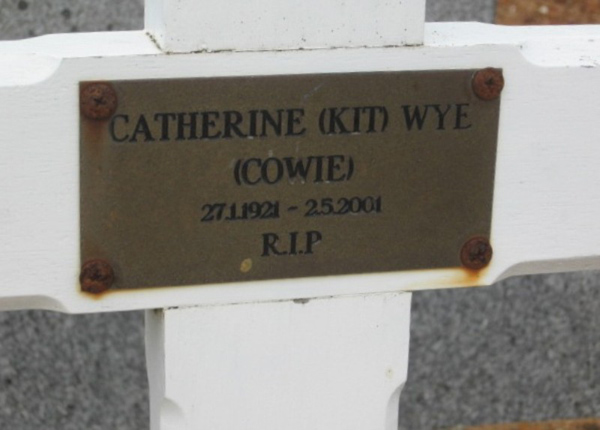 CATHERINE (KIT) WYE
(COWIE)
27.1.1921 - 2.5.2001
R.I.P